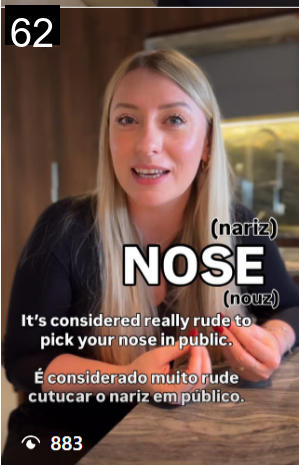 62
(nariz)
NOSE
(nouz)
It's considered really rude to
pick your nose in public.
É considerado muito rude
cutucar o nariz em público.
883